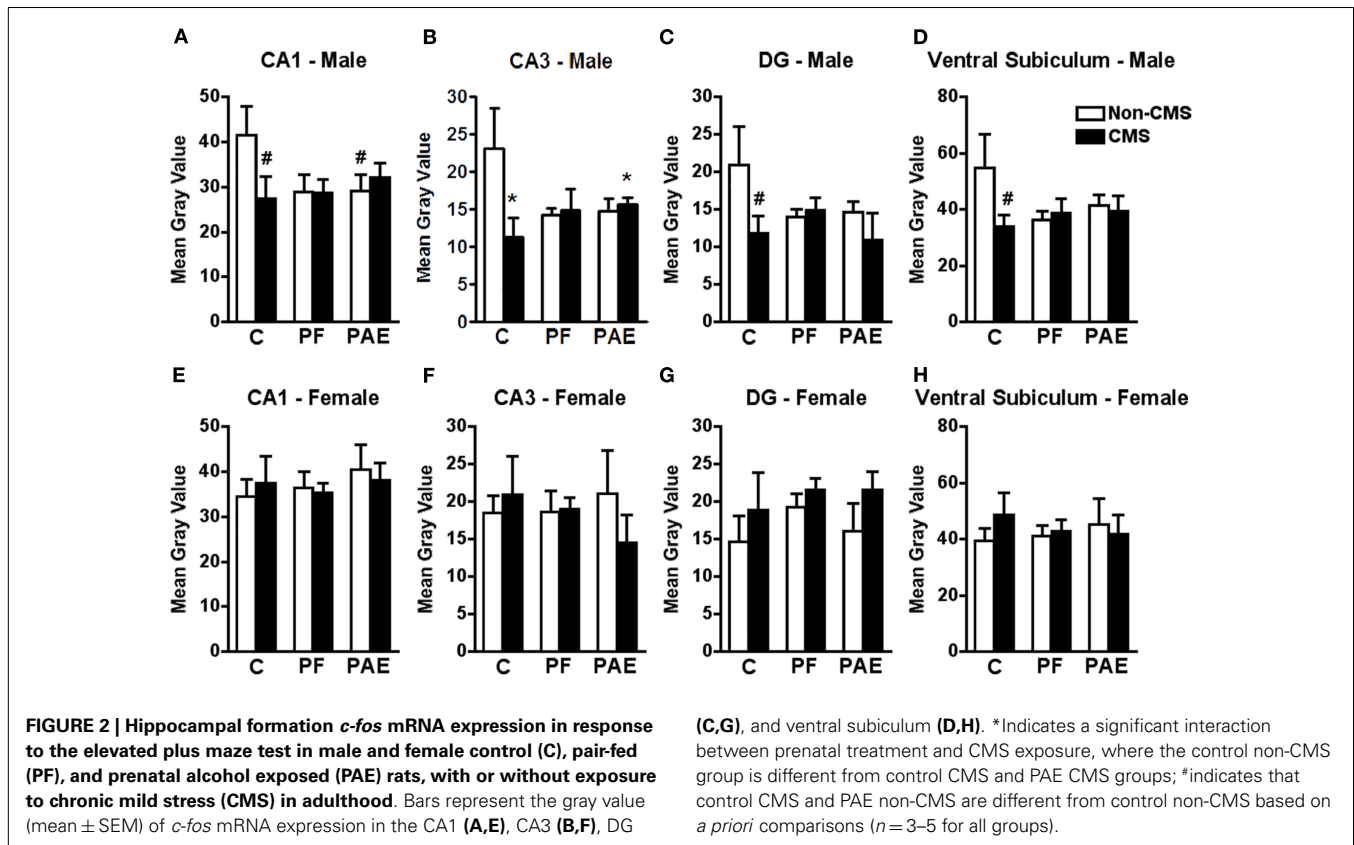 A
CA1 - Male
Mean Gray Value
50
40
30
20
10
0
#
#
C PF PAE
B
CA3 - Male
Mean Gray Value
30
25
20
15
10
5
0
*
*
C PF PAE
C
DG - Male
Mean Gray Value
30
25
20
15
10
5
0
#
C PF PAE
D
Ventral Subiculum - Male
Mean Gray Value
80
60
40
20
0
#
Non-CMS
CMS
C PF PAE
E
CA1 - Female
Mean Gray Value
50
40
30
20
10
0
C PF PAE
F
CA3 - Female
Mean Gray Value
30
25
20
15
10
5
0
C PF PAE
G
DG - Female
Mean Gray Value
30
25
20
15
10
5
0
C PF PAE
H
Ventral Subiculum - Female
Mean Gray Value
80
60
40
20
0
C PF PAE
FIGURE 2 | Hippocampal formation c-fos mRNA expression in response
to the elevated plus maze test in male and female control (C), pair-fed
(PF), and prenatal alcohol exposed (PAE) rats, with or without exposure
to chronic mild stress (CMS) in adulthood. Bars represent the gray value
(mean ± SEM) of c-fos mRNA expression in the CA1 (A,E), CA3 (B,F), DG
(C,G), and ventral subiculum (D,H). *Indicates a significant interaction
between prenatal treatment and CMS exposure, where the control non-CMS
group is different from control CMS and PAE CMS groups; #indicates that
control CMS and PAE non-CMS are different from control non-CMS based on
a priori comparisons (n = 3–5 for all groups).